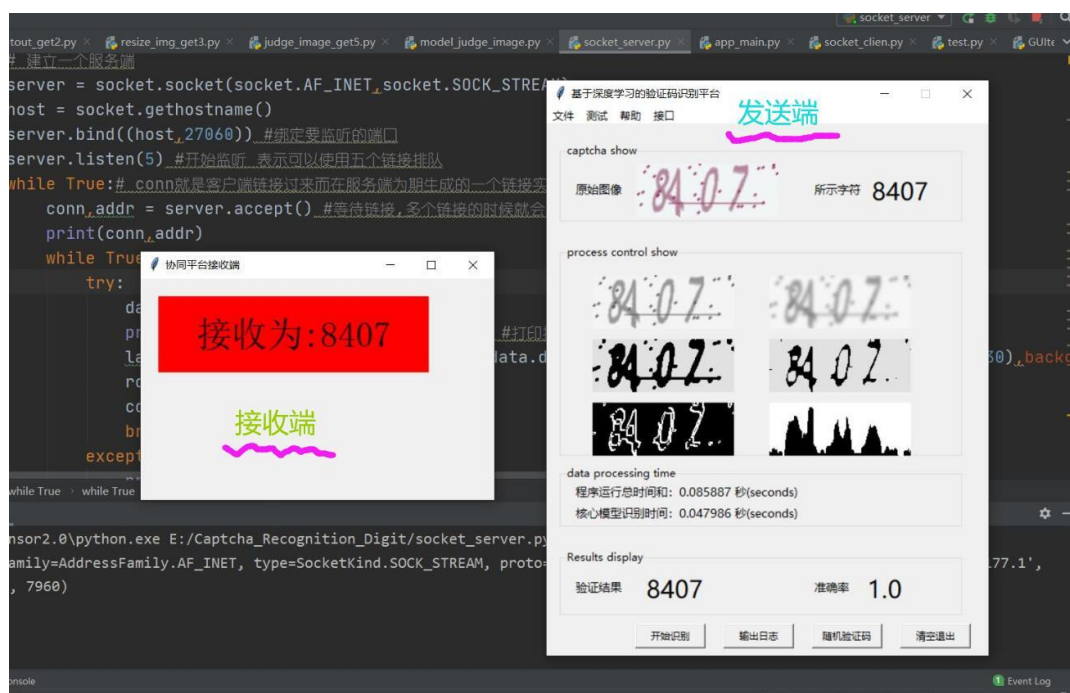 socket_server
tout_get2.py
resize_img_get3.py
judge_image_get5.py
model_judge_image.py
socket_server.py
app_main.py
socket_clien.py
test.py
# 建立一个服务端
server = socket.socket(socket.AF_INET,socket.SOCK_STREAM)
host = socket.gethostname()
server.bind((host,27060)) #绑定要监听的端口
server.listen(5) #开始监听 表示可以使用五个链接排队
while True:# conn就是客户端链接过来而在服务端为期生成的一个链接实
conn,addr = server.accept() #等待链接,多个链接的时候就会
print(conn,addr)
while True
try:
except
while True
while True
协同平台接收端
接收为:8407
接收端
基于深度学习的验证码识别平台
发送端
文件 测试 帮助 接口
captcha show
原始图像
8407
所示字符 8407
process control show
8407
8407
8407
8407
8407
data processing time
程序运行总时间和: 0.085887 秒(seconds)
核心模型识别时间: 0.047986 秒(seconds)
Results display
验证结果 8407 准确率 1.0
开始识别 输出日志 随机验证码 清空退出
nsor2.0\python.exe E:/Captcha_Recognition_Digit/socket_server.py
amily=AddressFamily.AF_INET, type=SocketKind.SOCK_STREAM, proto=
77.1',
, 7960)
onsole
1 Event Log